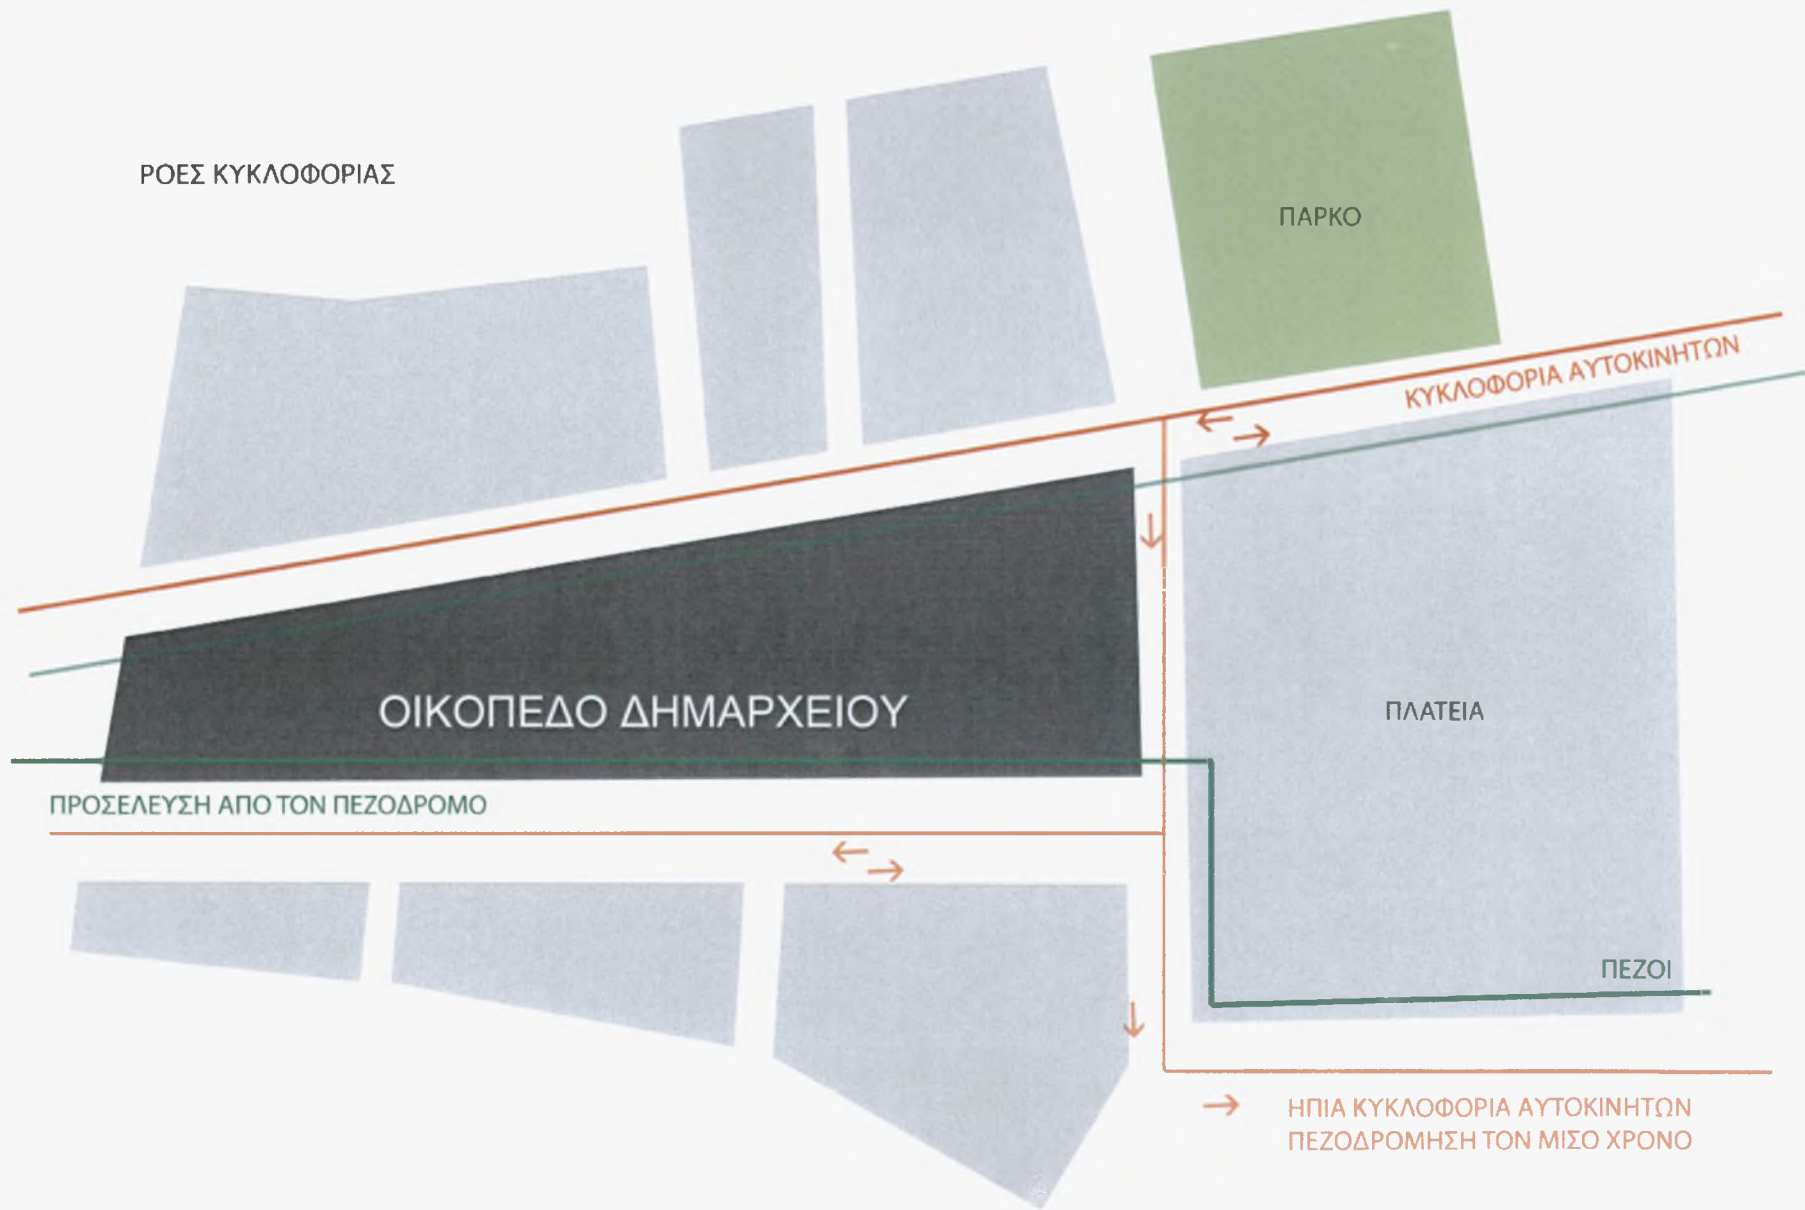 ΡΟΕΣ ΚΥΚΛΟΦΟΡΙΑΣ
ΠΑΡΚΟ
ΚΥΚΛΟΦΟΡΙΑ ΑΥΤΟΚΙΝΗΤΩΝ
ΟΙΚΟΠΕΔΟ ΔΗΜΑΡΧΕΙΟΥ
ΠΛΑΤΕΙΑ
ΠΡΟΣΕΛΕΥΣΗ ΑΠΟ ΤΟΝ ΠΕΖΟΔΡΟΜΟ
ΠΕΖΟΙ
ΗΠΙΑ ΚΥΚΛΟΦΟΡΙΑ ΑΥΤΟΚΙΝΗΤΩΝ
ΠΕΖΟΔΡΟΜΗΣΗ ΤΟΝ ΜΙΣΟ ΧΡΟΝΟ